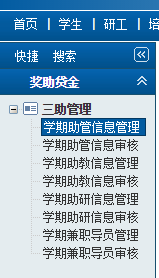 首页 | 学生 | 研工 | 培
快捷 搜索
奖助贷金
三助管理
学期助管信息管理
学期助管信息审核
学期助教信息管理
学期助教信息审核
学期助研信息管理
学期助研信息审核
学期兼职导员管理
学期兼职导员审核